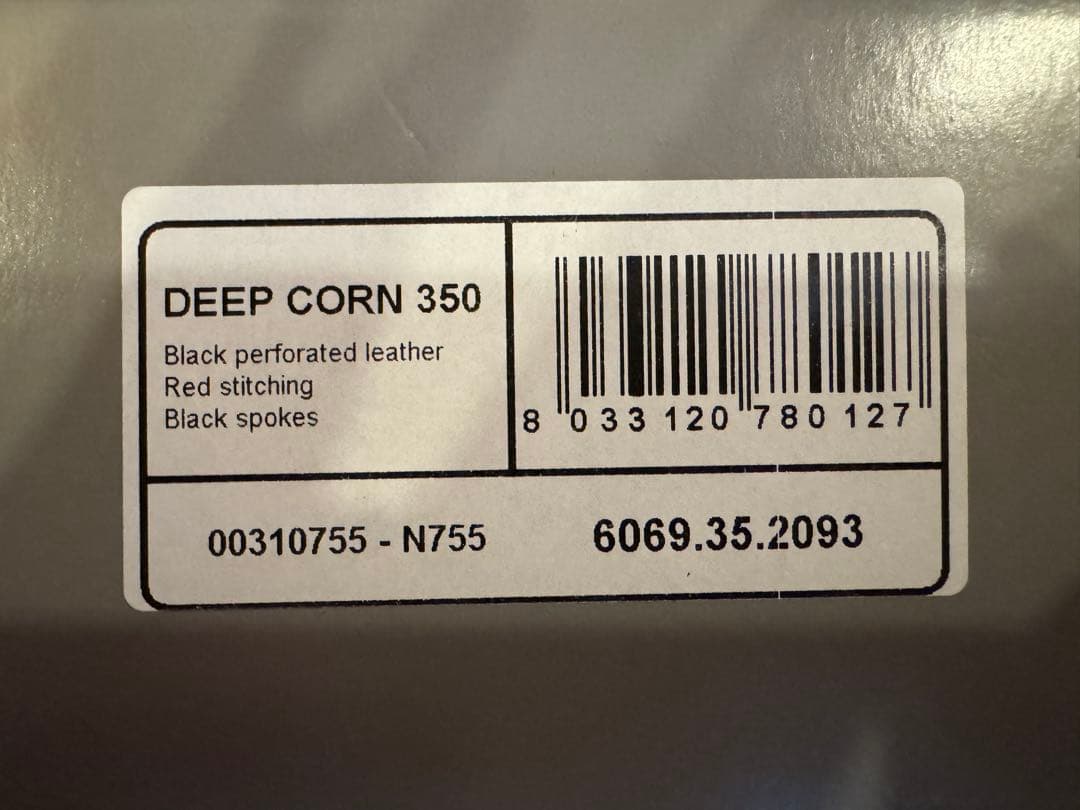 DEEP CORN 350
Black perforated leather
Red stitching
Black spokes
8 033120 780127
00310755 - N755
6069.35.2093